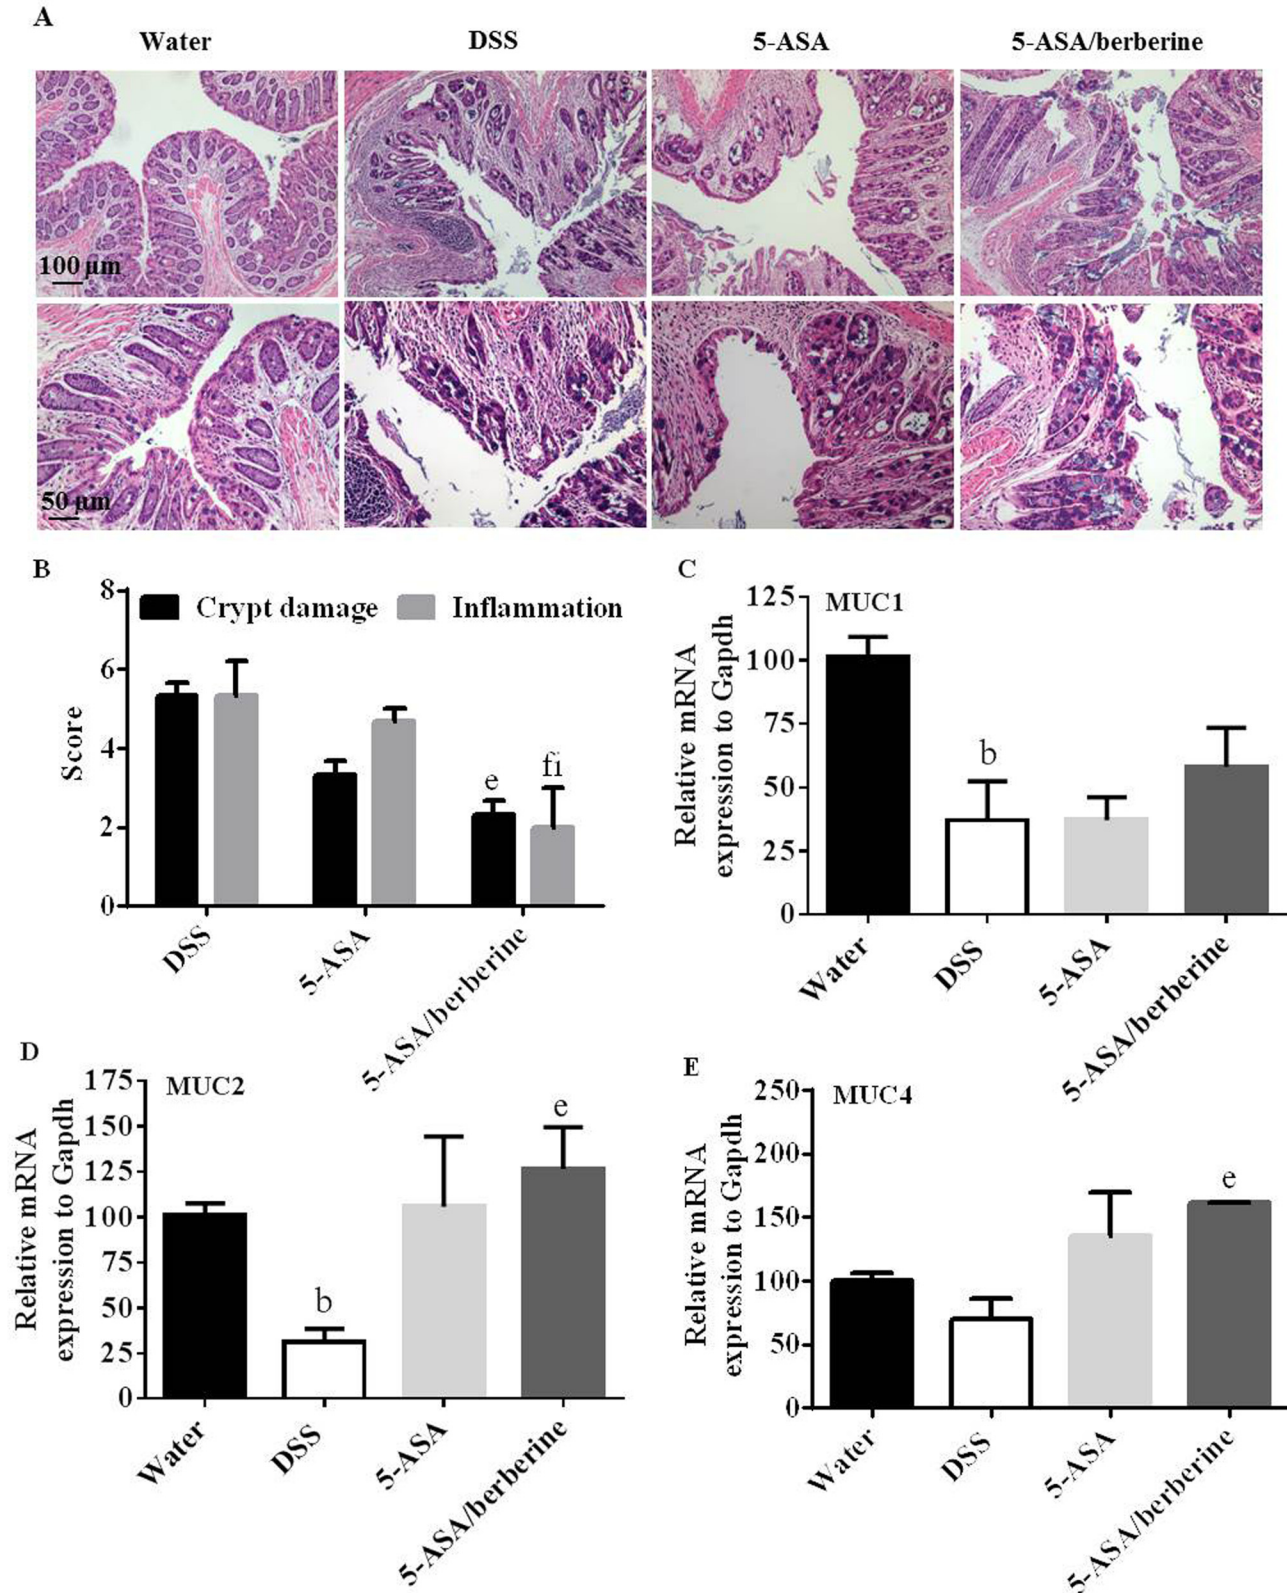 A
Water DSS 5-ASA 5-ASA/berberine
100 µm
50 µm
B
8
6
4
2
0
Score
Crypt damage Inflammation
e
fi
DSS
5-ASA
5-ASA/berberine
C
MUC1
Relative mRNA
expression to Gapdh
125
100
75
50
25
0
b
Water
DSS
5-ASA
5-ASA/berberine
D
MUC2
Relative mRNA
expression to Gapdh
175
150
125
100
75
50
25
0
b
e
Water
DSS
5-ASA
5-ASA/berberine
E
MUC4
Relative mRNA
expression to Gapdh
250
200
150
100
50
0
e
Water
DSS
5-ASA
5-ASA/berberine